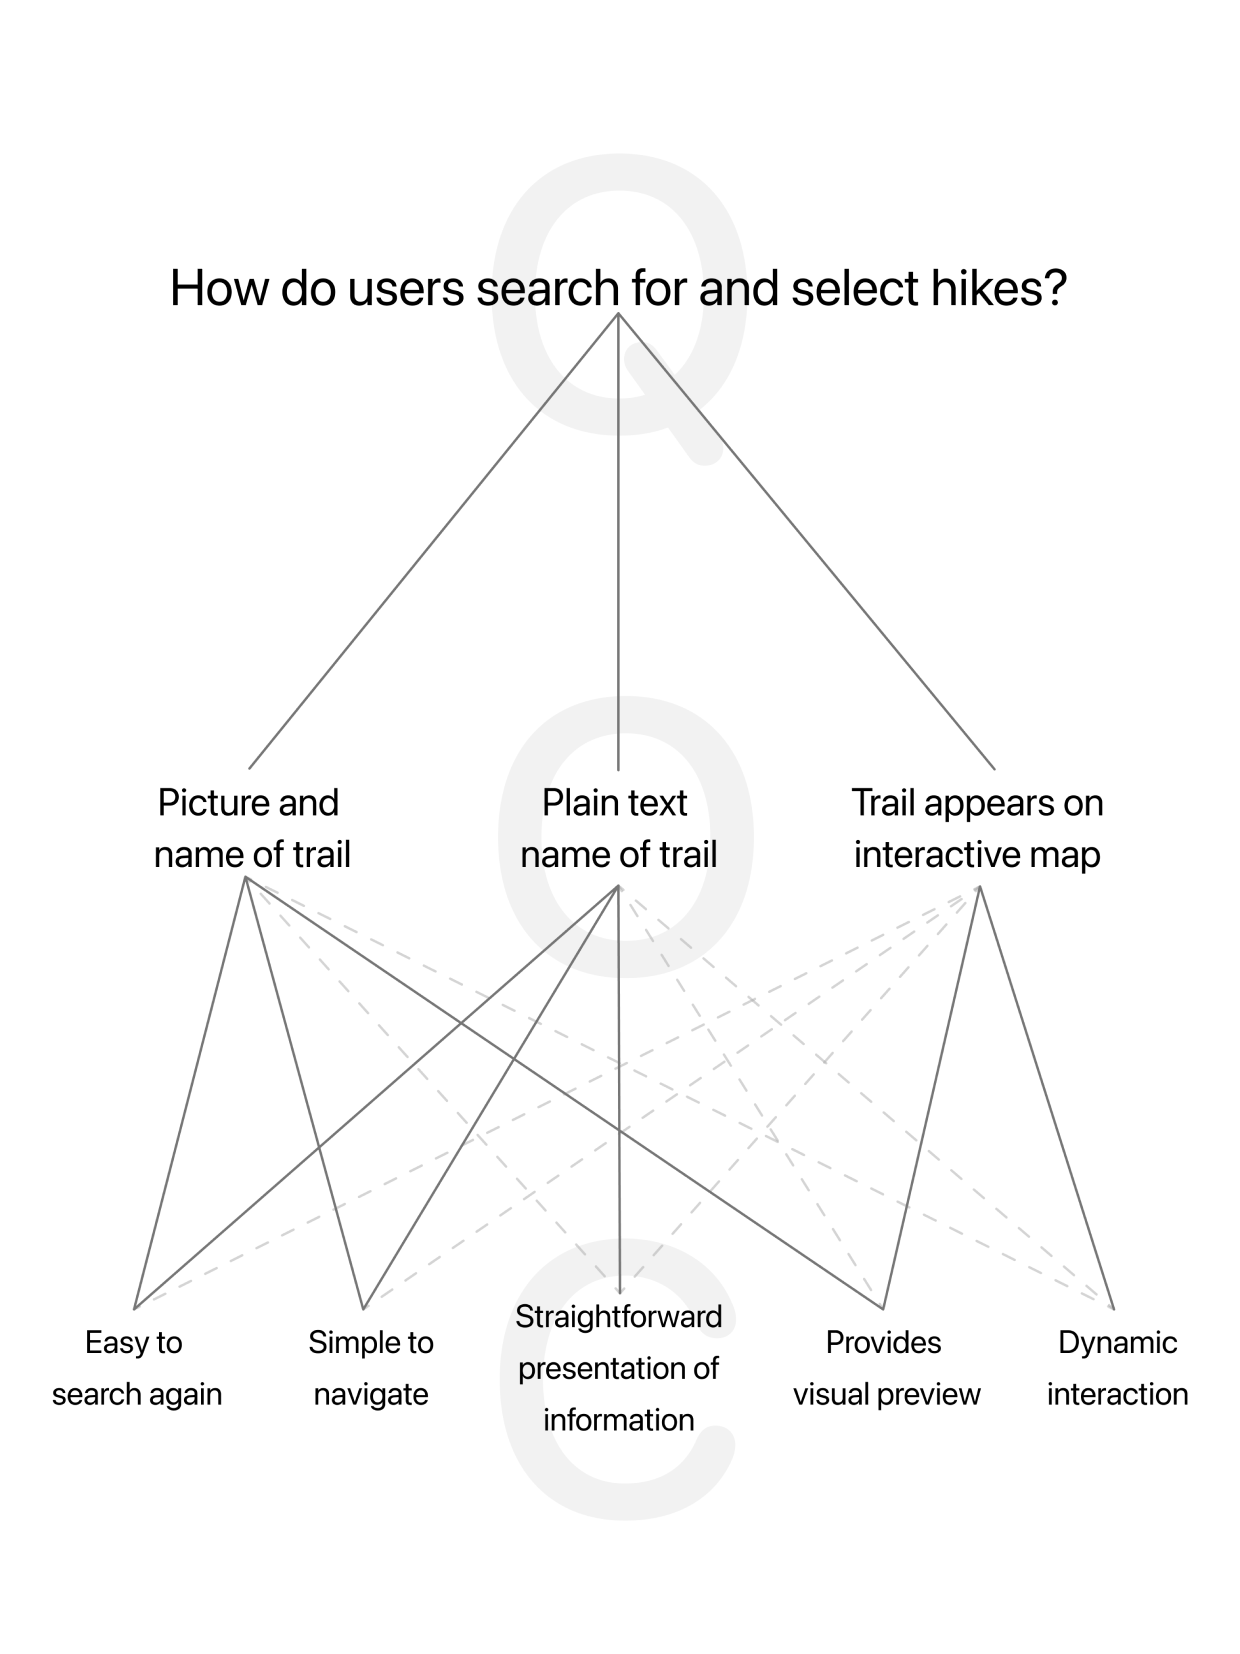 Q
How do users search for and select hikes?
O
Picture and
name of trail
Plain text
name of trail
Trail appears on
interactive map
C
Easy to
search again
Simple to
navigate
Straightforward
presentation of
information
Provides
visual preview
Dynamic
interaction